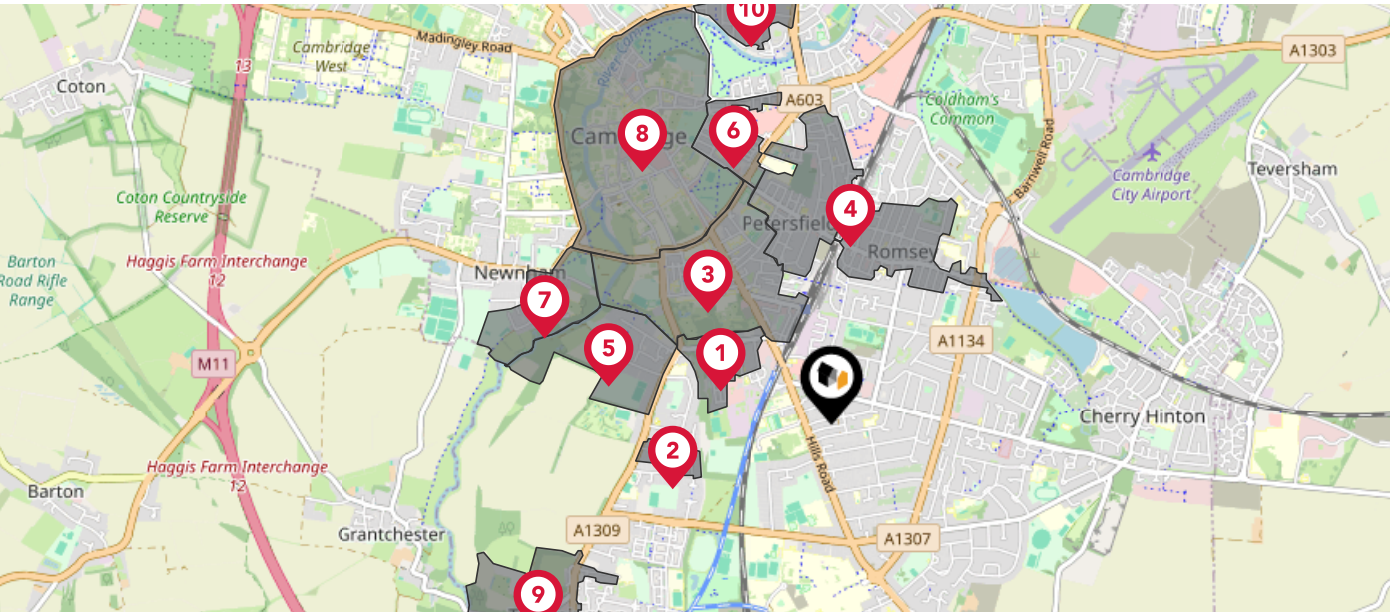 10
Madingley Road
Cambridge
West
13
A1303
Coton
River Cam
A603
Coldham's
Common
8
Cambridge
6
Barnwell Road
Cambridge
City Airport
Teversham
Coton Countryside
Reserve
4
Petersfield
Romsey
Haggis Farm Interchange
12
Barton
Road Rifle
Range
Newnham
3
7
5
1
M11
A1134
Cherry Hinton
2
Hills Road
Haggis Farm Interchange
12
Barton
Grantchester
A1309
A1307
9